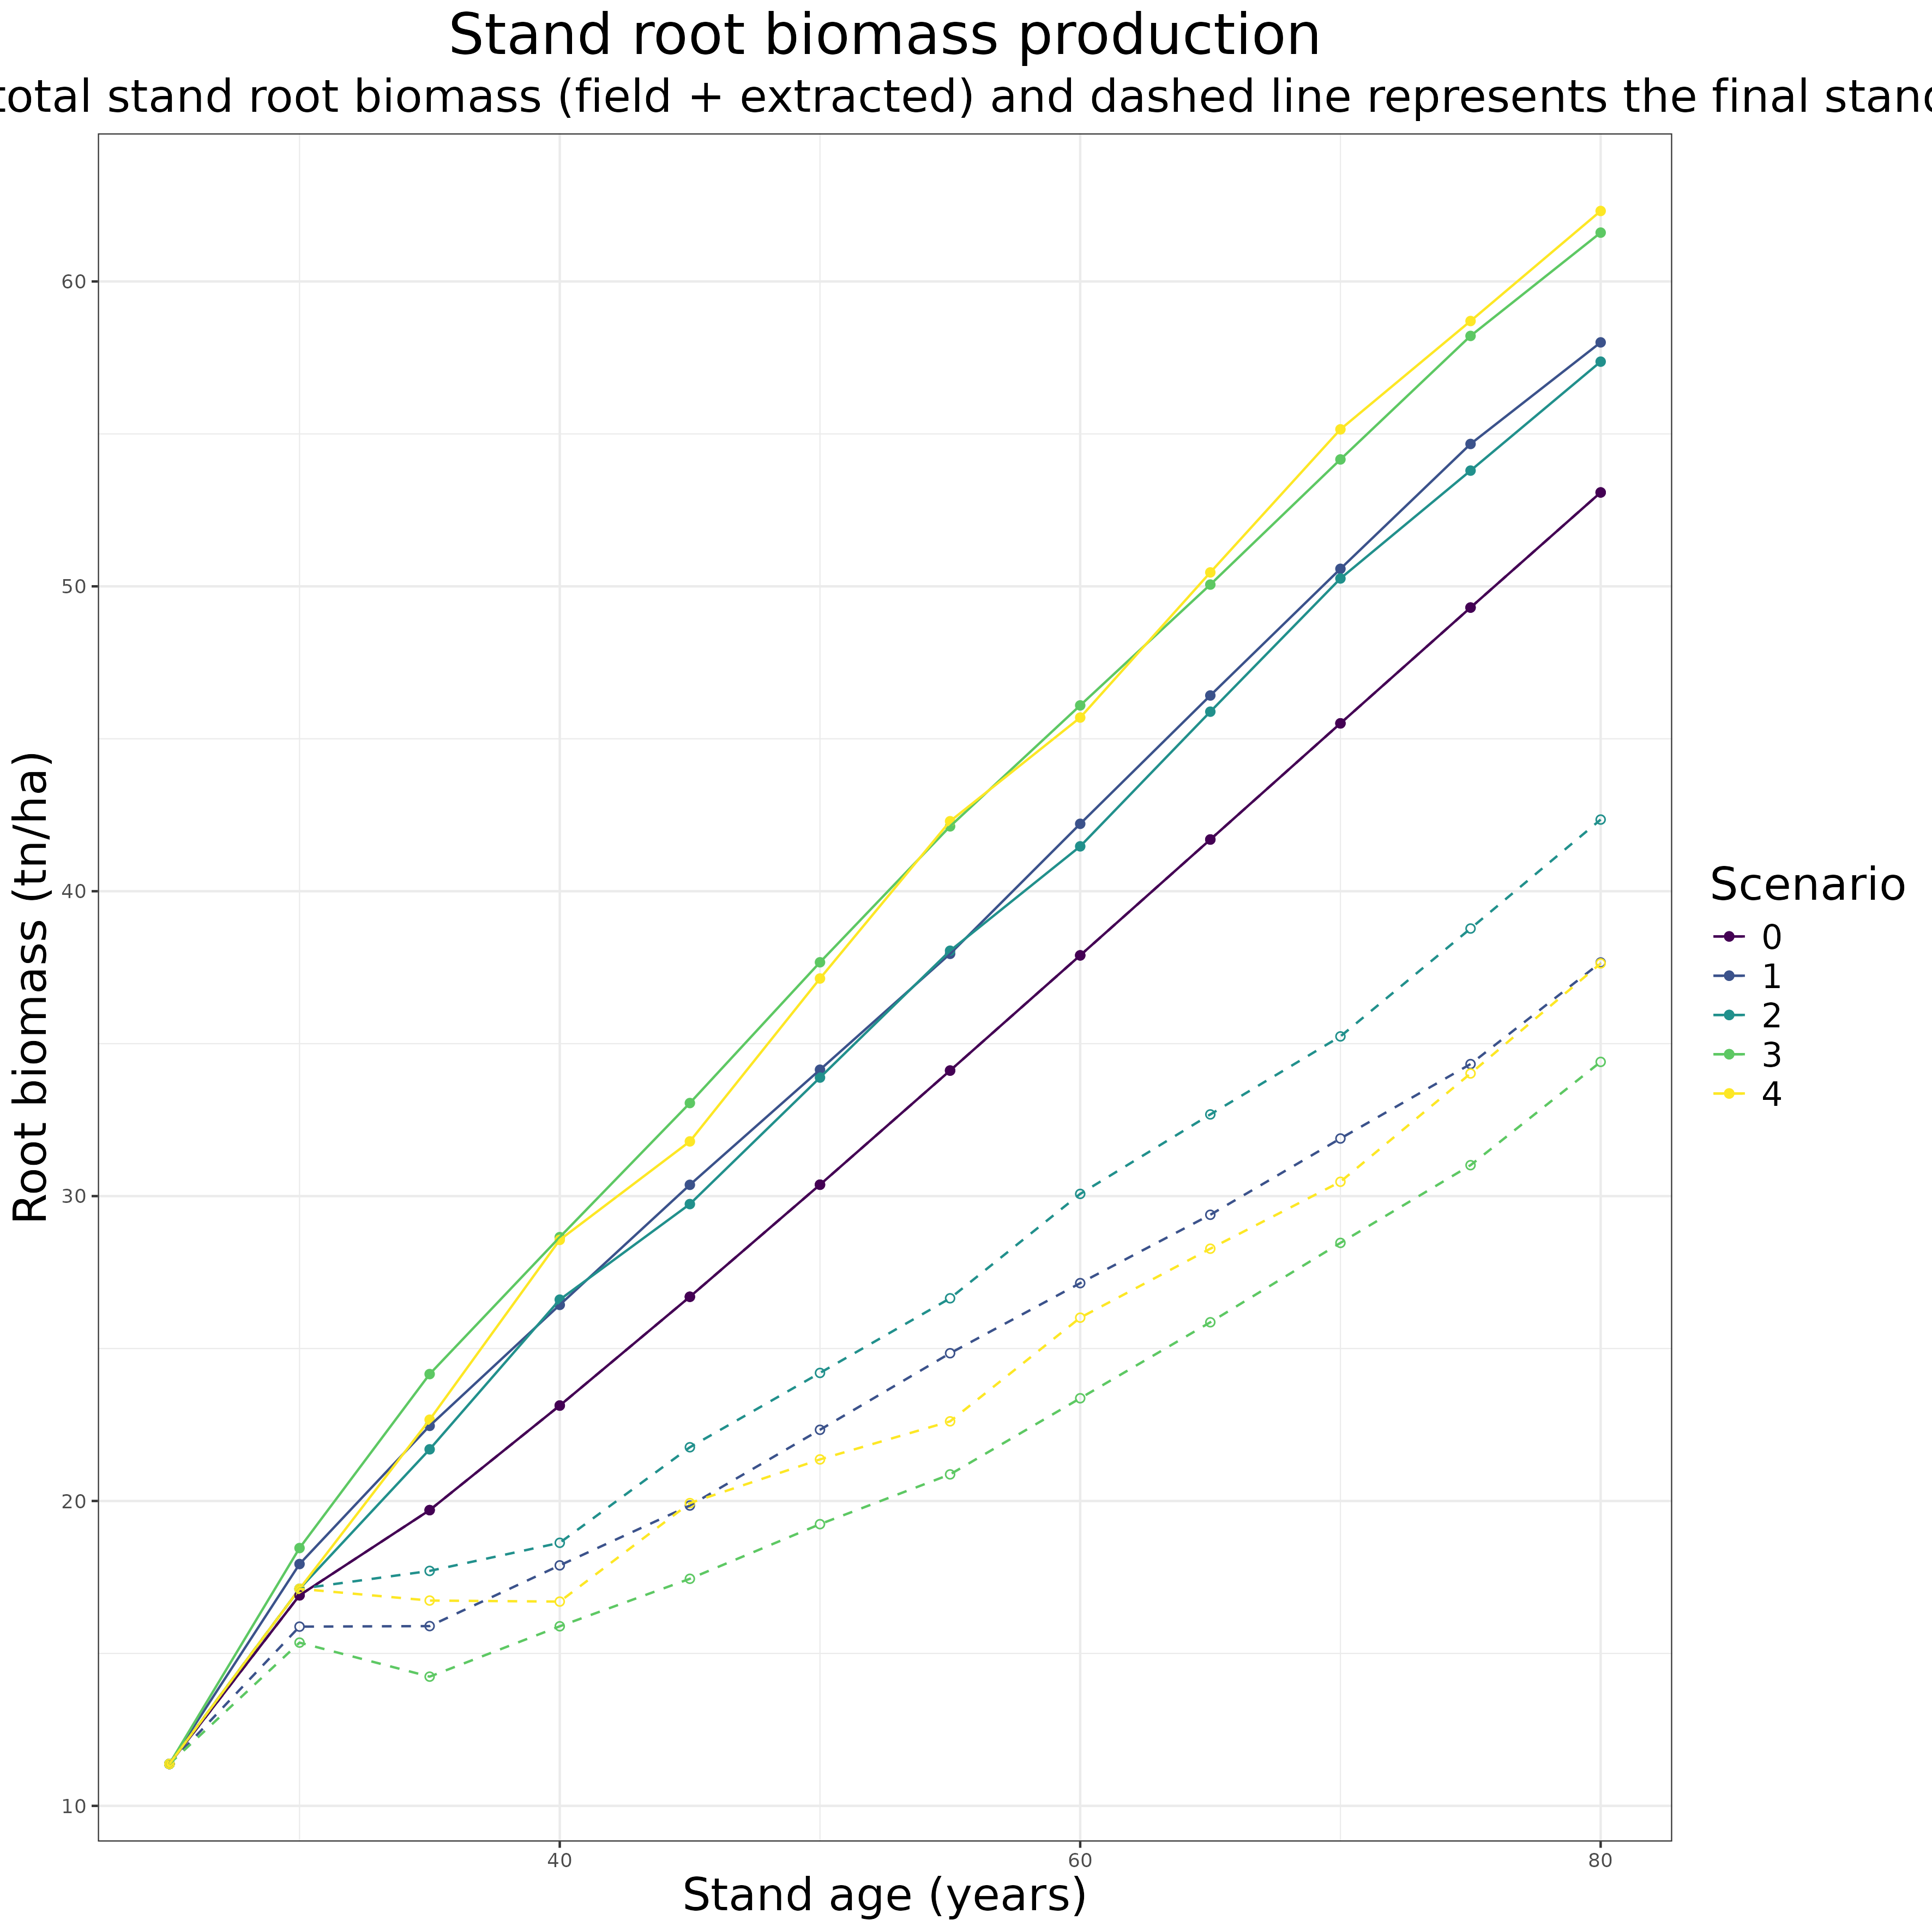 Stand root biomass production
total stand root biomass (field + extracted) and dashed line represents the final stand
60
50
40
30
20
10
Root biomass (tn/ha)
40
60
80
Stand age (years)
Scenario
0
1
2
3
4